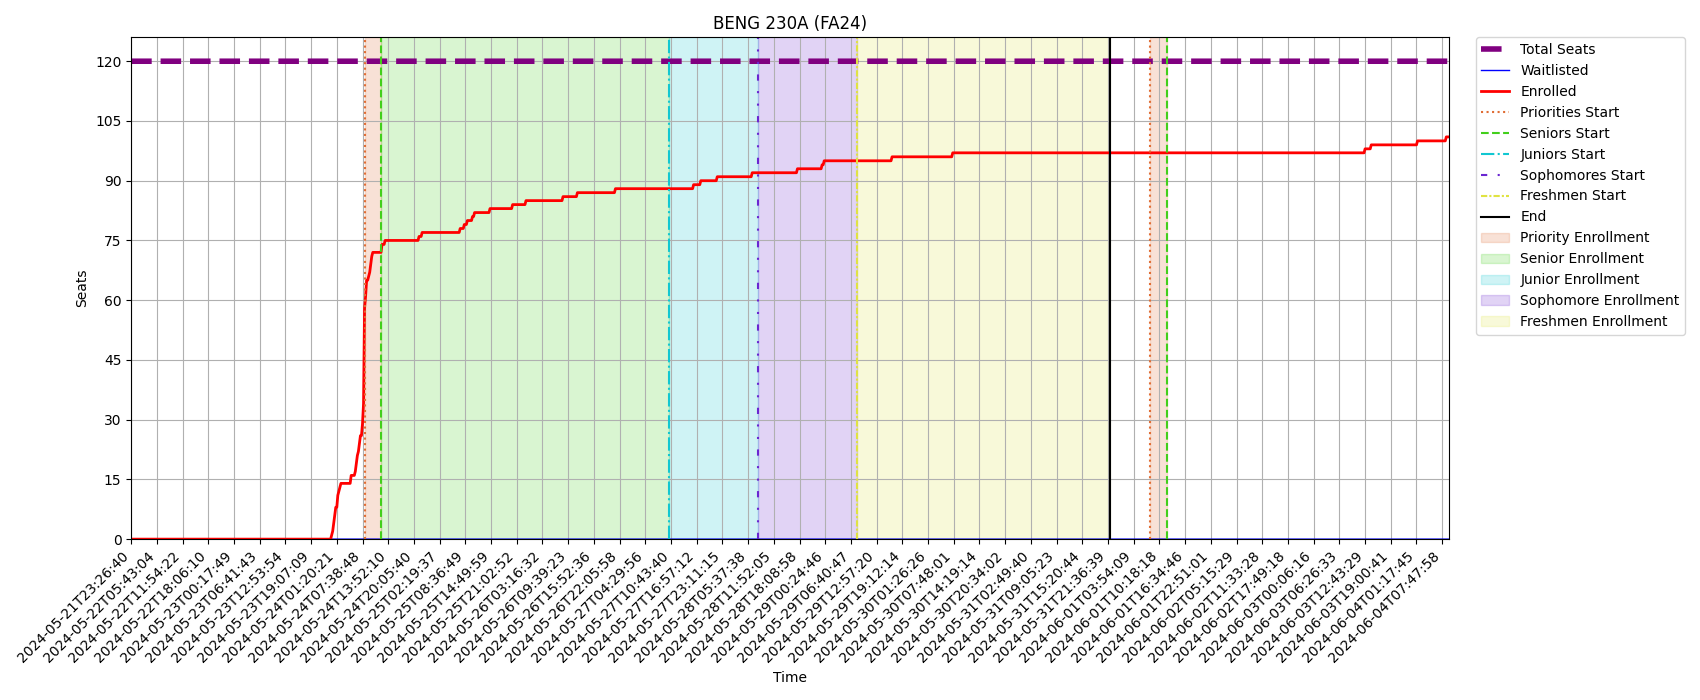 BENG 230A (FA24)
Seats
120
105
90
75
60
45
30
15
0
2024-05-21T23:26:40
2024-05-22T05:43:04
2024-05-22T11:54:22
2024-05-22T18:06:10
2024-05-23T00:17:49
2024-05-23T06:41:43
2024-05-23T12:53:54
2024-05-23T19:07:09
2024-05-24T01:20:21
2024-05-24T07:38:48
2024-05-24T13:52:10
2024-05-24T20:05:40
2024-05-25T02:19:37
2024-05-25T08:36:49
2024-05-25T14:49:59
2024-05-25T21:02:52
2024-05-26T03:16:32
2024-05-26T09:39:23
2024-05-26T15:52:36
2024-05-26T22:05:58
2024-05-27T04:29:56
2024-05-27T10:43:40
2024-05-27T16:57:12
2024-05-27T23:11:15
2024-05-28T05:37:38
2024-05-28T11:52:05
2024-05-28T18:08:58
2024-05-29T00:24:46
2024-05-29T06:40:47
2024-05-29T12:57:20
2024-05-29T19:12:14
2024-05-30T01:26:26
2024-05-30T07:48:01
2024-05-30T14:19:14
2024-05-30T20:34:02
2024-05-31T02:49:40
2024-05-31T09:05:23
2024-05-31T15:20:44
2024-05-31T21:36:39
2024-06-01T03:54:09
2024-06-01T10:18:18
2024-06-01T16:34:46
2024-06-01T22:51:01
2024-06-02T05:15:29
2024-06-02T11:33:28
2024-06-02T17:49:18
2024-06-03T00:06:16
2024-06-03T06:26:33
2024-06-03T12:43:29
2024-06-03T19:00:41
2024-06-04T01:17:45
2024-06-04T07:47:58
Time
Total Seats
Waitlisted
Enrolled
Priorities Start
Seniors Start
Juniors Start
Sophomores Start
Freshmen Start
End
Priority Enrollment
Senior Enrollment
Junior Enrollment
Sophomore Enrollment
Freshmen Enrollment